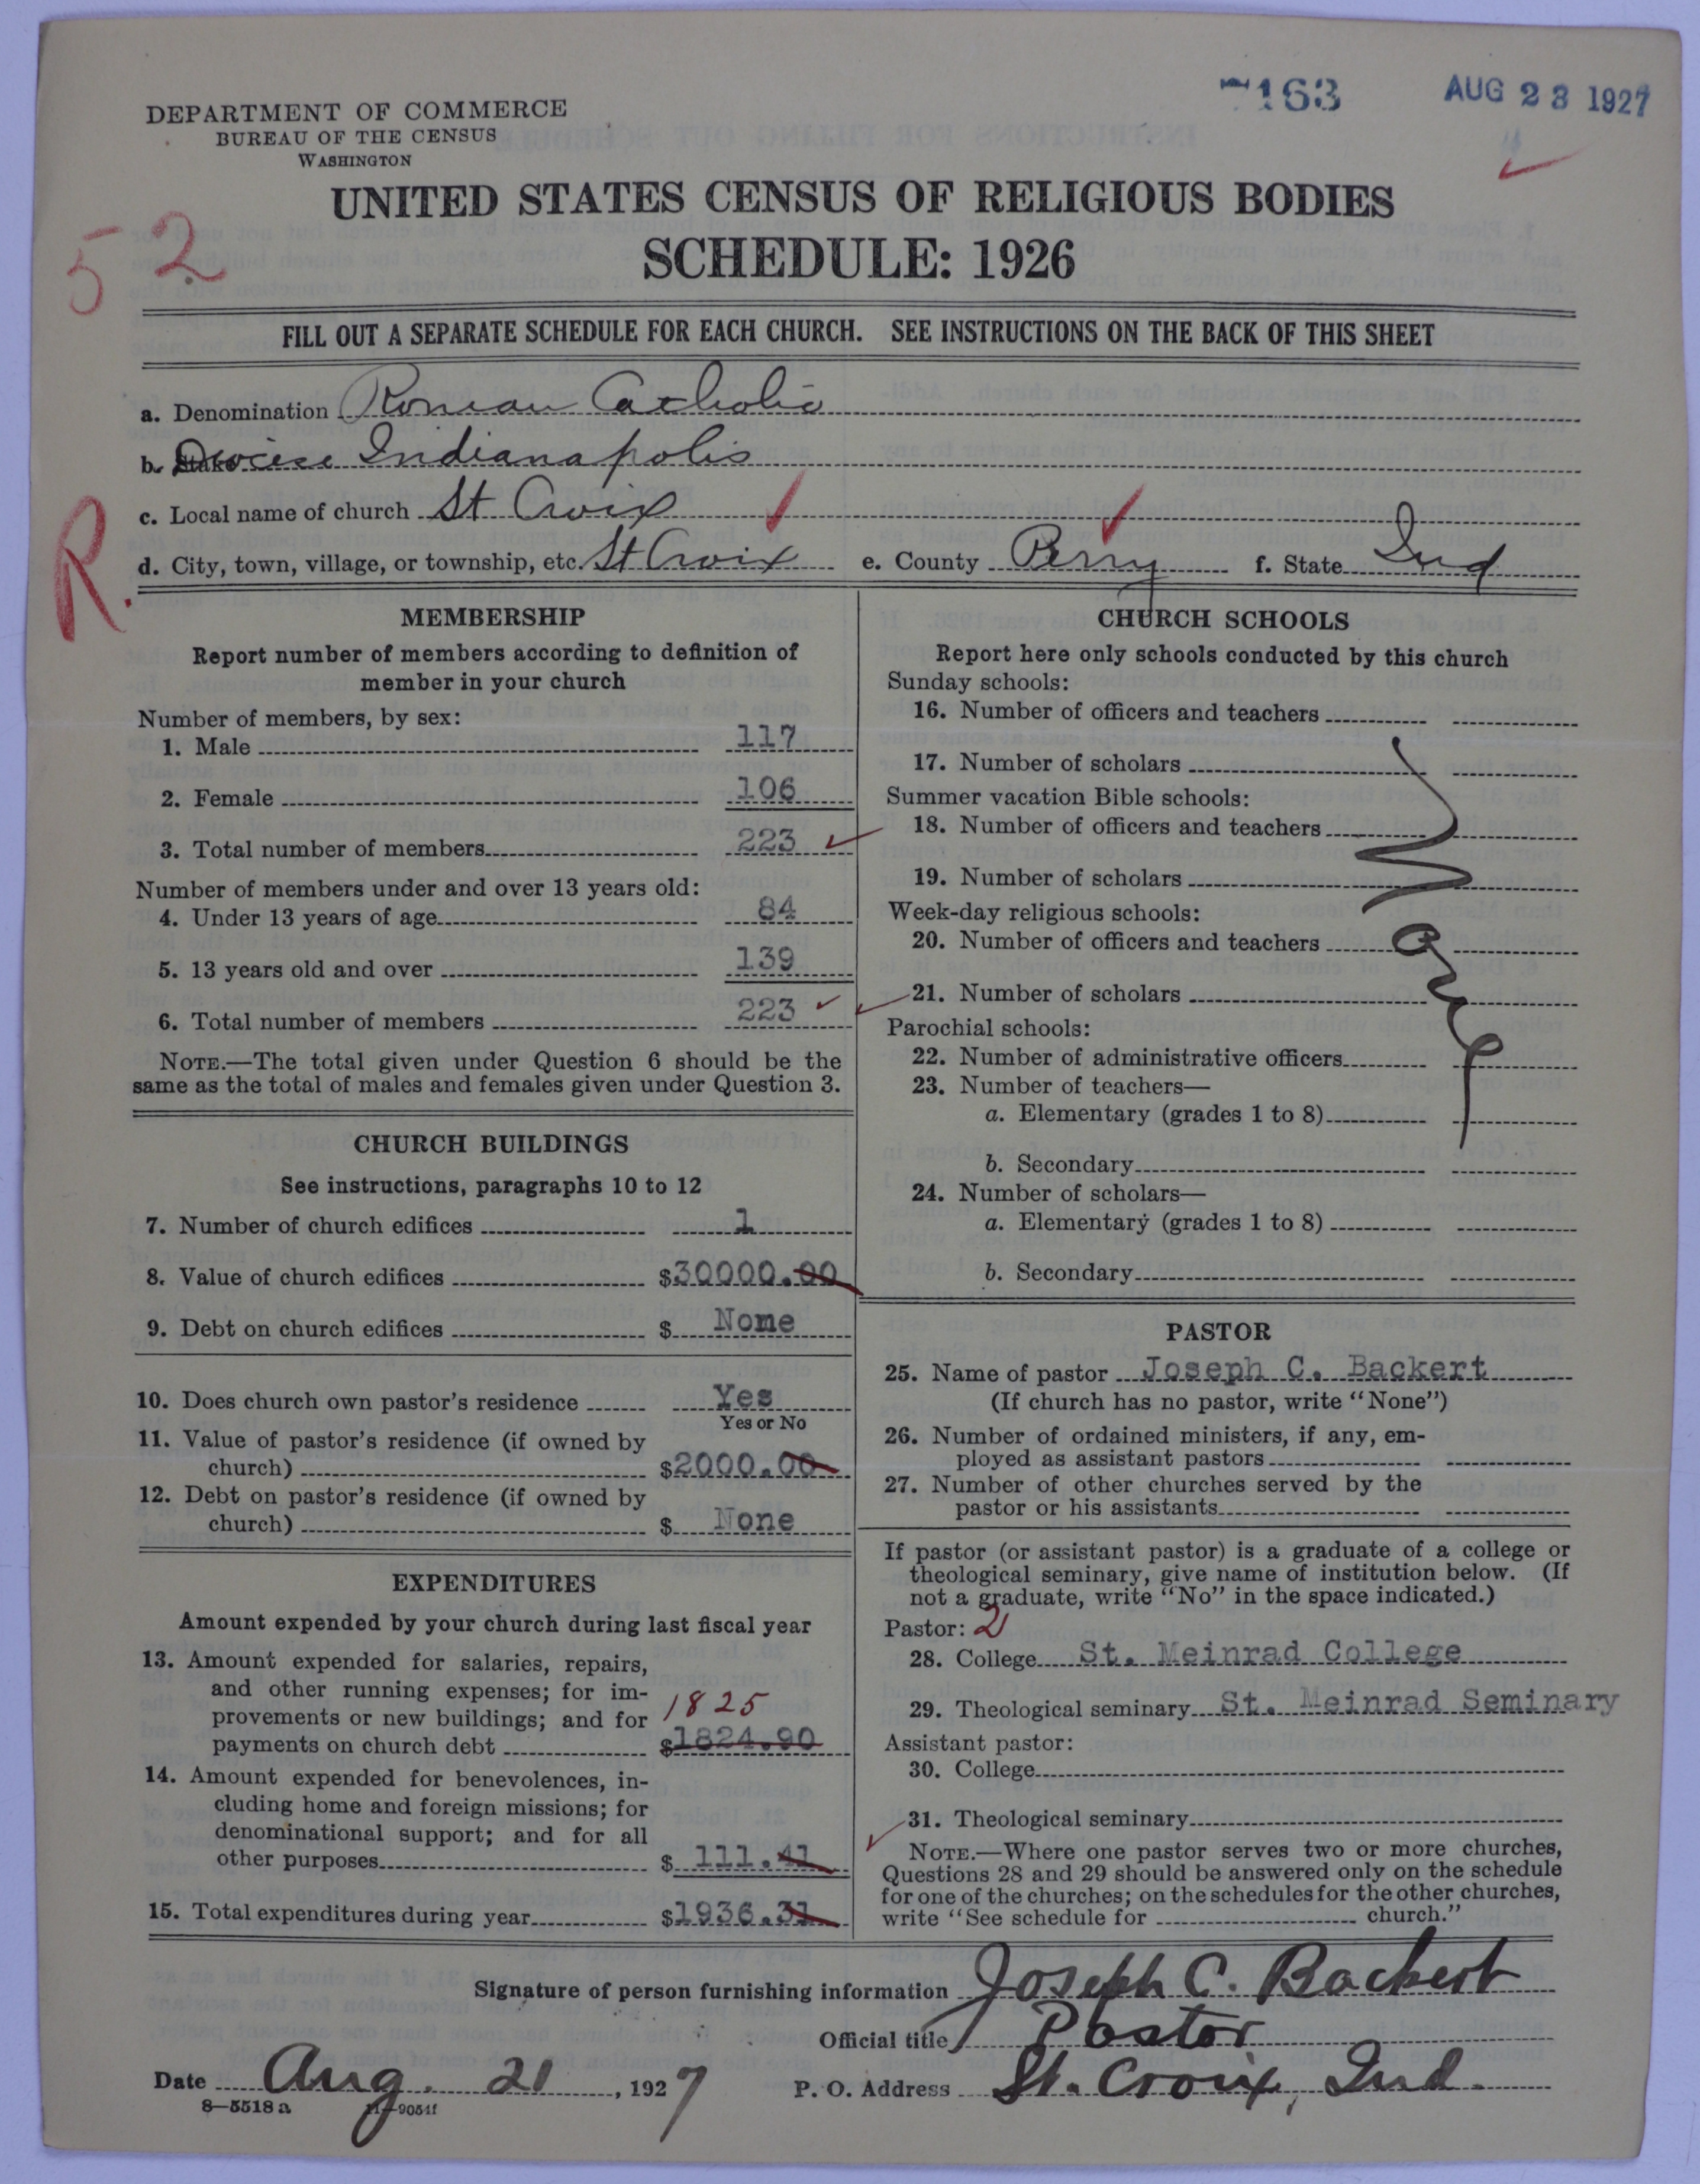 7163
AUG 23 1927
DEPARTMENT OF COMMERCE
BUREAU OF THE CENSUS
WASHINGTON
UNITED STATES CENSUS OF RELIGIOUS BODIES
SCHEDULE: 1926
52
FILL OUT A SEPARATE SCHEDULE FOR EACH CHURCH. SEE INSTRUCTIONS ON THE BACK OF THIS SHEET
a. Denomination Roman Catholic
b. Diocese Indianapolis
c. Local name of church St Croix
R.
d. City, town, village, or township, etc. St Croix e. County Perry f. State Ind
MEMBERSHIP
Report number of members according to definition of
member in your church
Number of members, by sex:
1. Male 117
2. Female 106
3. Total number of members 223
Number of members under and over 13 years old:
4. Under 13 years of age 84
5. 13 years old and over 139
6. Total number of members 223
NOTE.—The total given under Question 6 should be the
same as the total of males and females given under Question 3.
CHURCH BUILDINGS
See instructions, paragraphs 10 to 12
7. Number of church edifices 1
8. Value of church edifices $30000.00
9. Debt on church edifices $ None
10. Does church own pastor's residence Yes
Yes or No
11. Value of pastor's residence (if owned by
church) $2000.00
12. Debt on pastor's residence (if owned by
church) $ None
EXPENDITURES
Amount expended by your church during last fiscal year
13. Amount expended for salaries, repairs,
and other running expenses; for im-
provements or new buildings; and for 1825
payments on church debt $1824.90
14. Amount expended for benevolences, in-
cluding home and foreign missions; for
denominational support; and for all
other purposes $ 111.41
15. Total expenditures during year $1936.31
CHURCH SCHOOLS
Report here only schools conducted by this church
Sunday schools:
16. Number of officers and teachers
17. Number of scholars
Summer vacation Bible schools:
18. Number of officers and teachers
19. Number of scholars
Week-day religious schools:
20. Number of officers and teachers
21. Number of scholars
None
Parochial schools:
22. Number of administrative officers
23. Number of teachers—
a. Elementary (grades 1 to 8)
b. Secondary
24. Number of scholars—
a. Elementary (grades 1 to 8)
b. Secondary
PASTOR
25. Name of pastor Joseph C. Backert
(If church has no pastor, write "None")
26. Number of ordained ministers, if any, em-
ployed as assistant pastors
27. Number of other churches served by the
pastor or his assistants
If pastor (or assistant pastor) is a graduate of a college or
theological seminary, give name of institution below. (If
not a graduate, write "No" in the space indicated.)
Pastor: 2
28. College St. Meinrad College
29. Theological seminary St. Meinrad Seminary
Assistant pastor:
30. College
31. Theological seminary
NOTE.—Where one pastor serves two or more churches,
Questions 28 and 29 should be answered only on the schedule
for one of the churches; on the schedules for the other churches,
write "See schedule for church."
Signature of person furnishing information Joseph C. Backert
Official title Pastor
Date Aug. 21, 1927 P. O. Address St. Croix, Ind.
8—5518 a 11—9051f